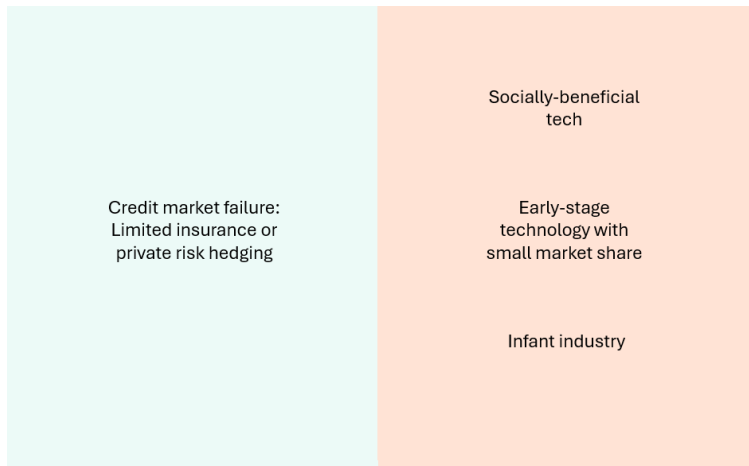 Credit market failure:
Limited insurance or
private risk hedging
Socially-beneficial
tech
Early-stage
technology with
small market share
Infant industry